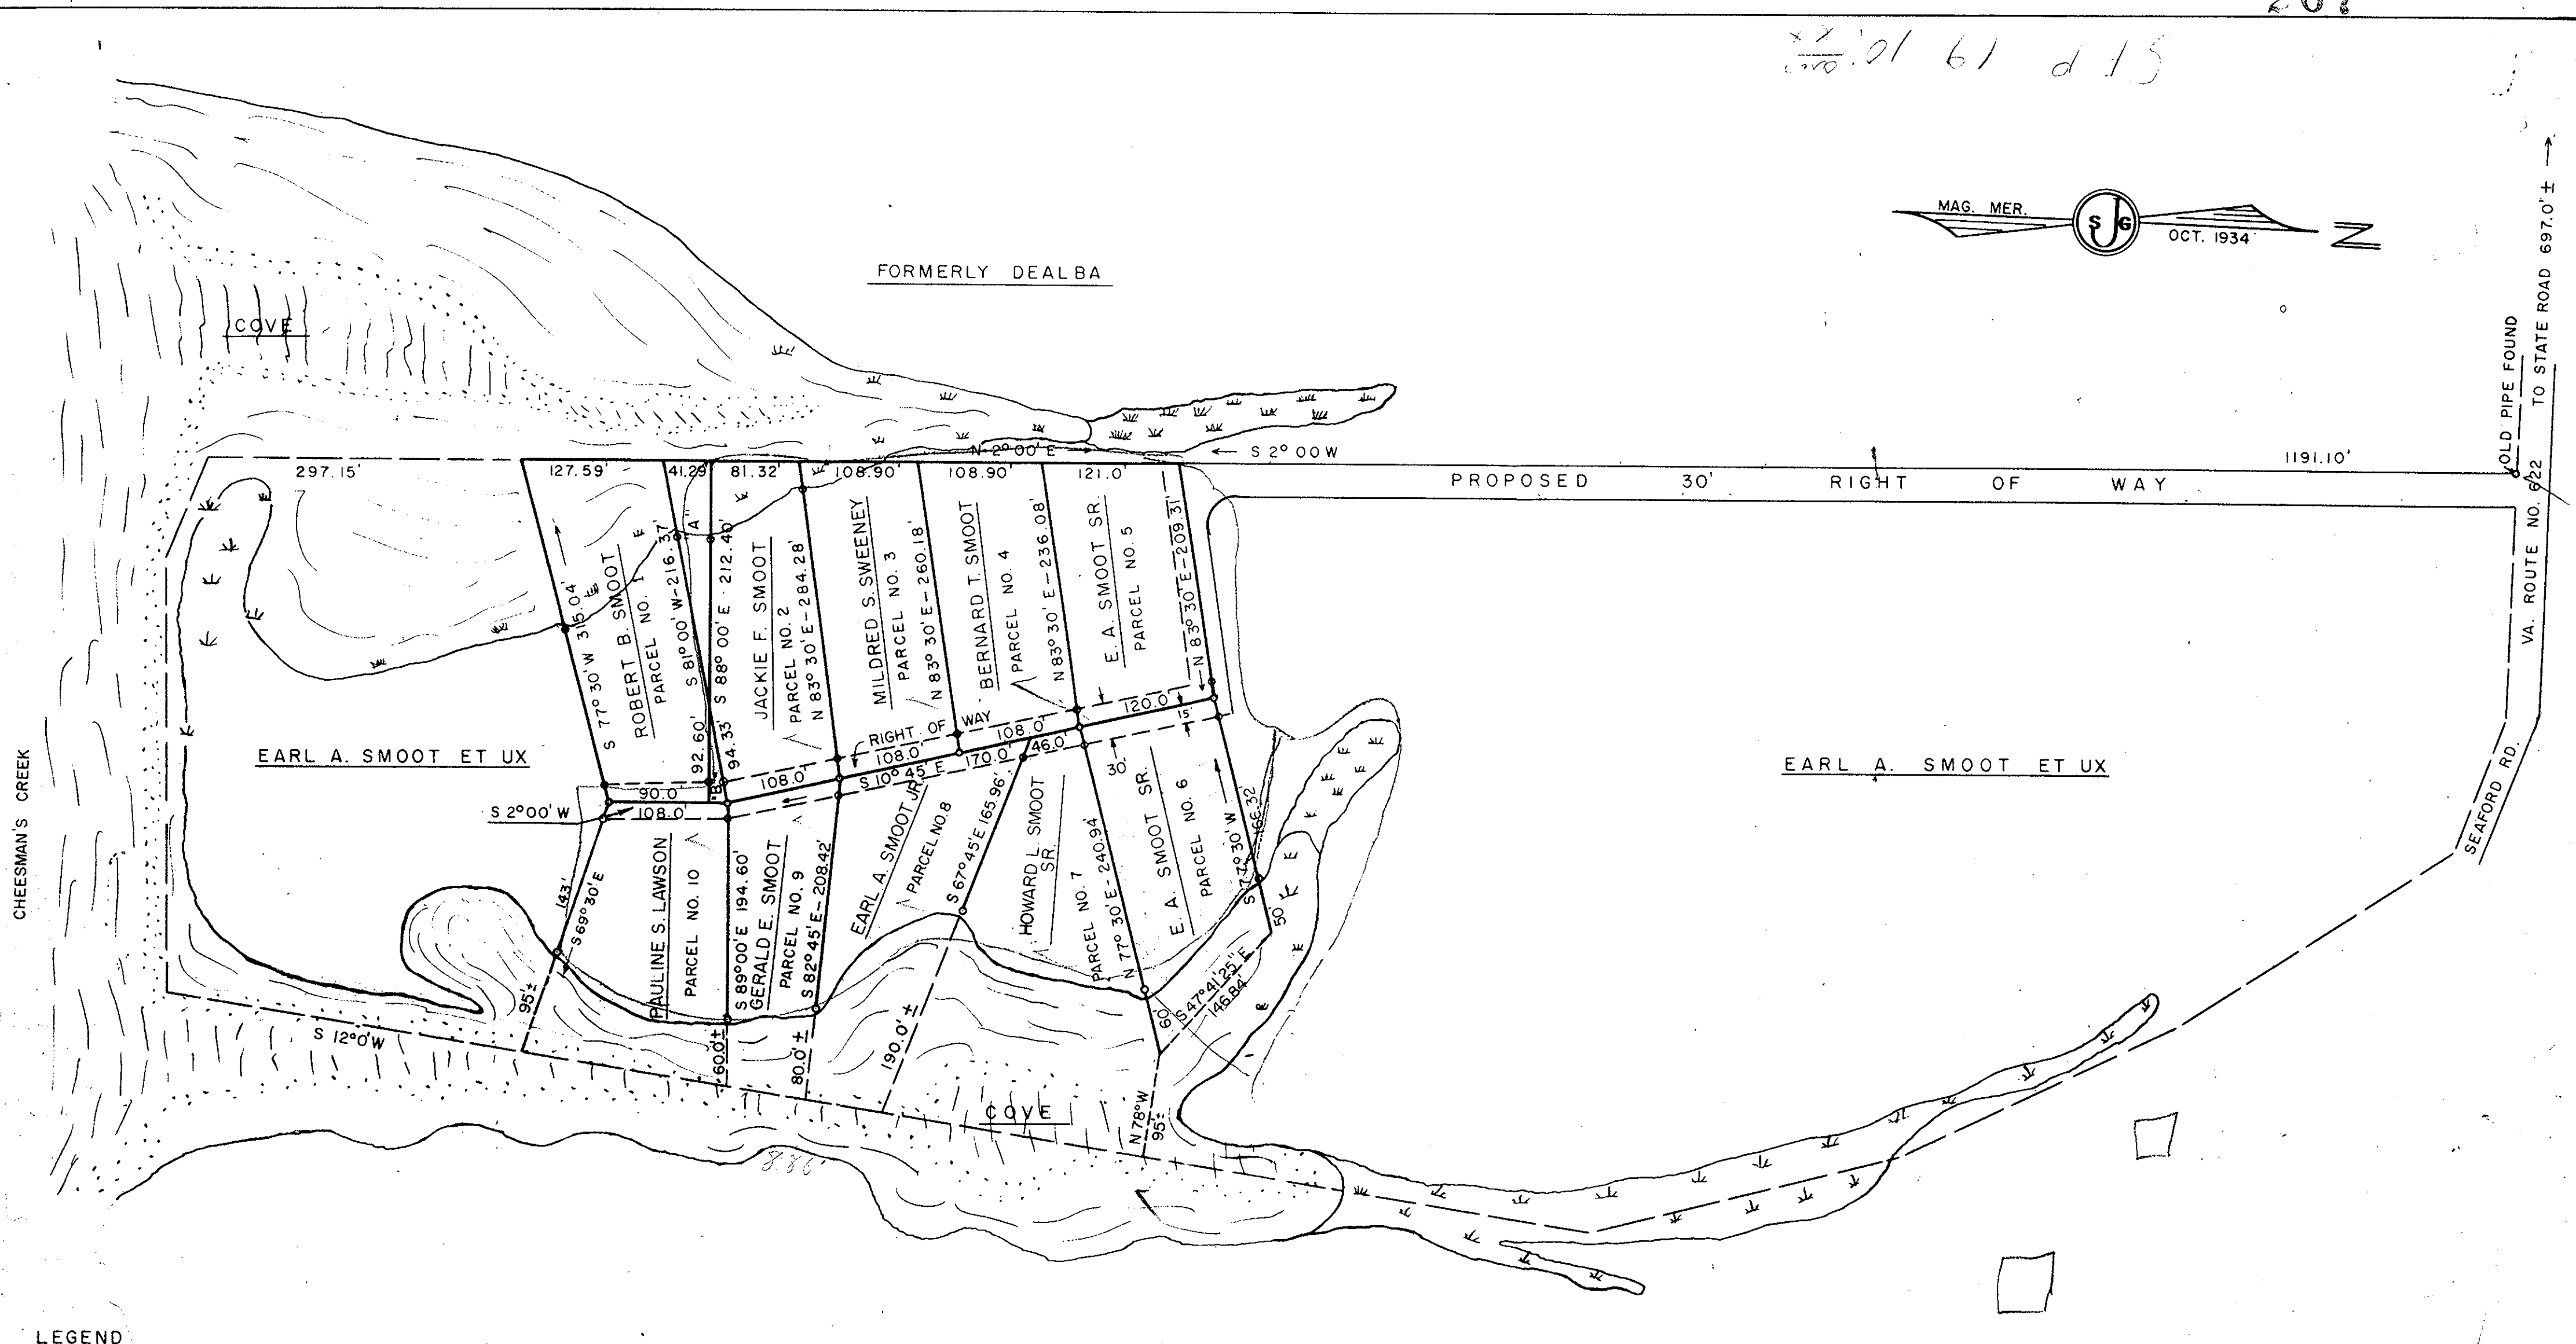 MAG. MER.
S J G
OCT. 1934
N
FORMERLY DEALBA
COVE
OLD PIPE FOUND
VA. ROUTE NO. 622 TO STATE ROAD 697.0'±
N 2°00' E
S 2° 00 W
297.15'
127.59'
41.29'
81.32'
108.90'
108.90'
121.0'
1191.10'
PROPOSED 30' RIGHT OF WAY
S 77° 30' W 315.04'
ROBERT B. SMOOT
PARCEL NO. 1
S 81°00' W-216.37'
"A"
92.60'
S 88° 00' E 212.40'
94.33'
JACKIE F. SMOOT
PARCEL NO. 2
N 83° 30' E-284.28'
MILDRED S. SWEENEY
PARCEL NO. 3
N 83° 30' E-260.18'
BERNARD T. SMOOT
PARCEL NO. 4
N83°30' E-236.08'
E. A. SMOOT SR.
PARCEL NO. 5
N 83°30' E-209.31'
RIGHT OF WAY
120.0'
108.0'
108.0'
108.0'
15'
46.0'
170.0'
S 10° 45' E
30'
EARL A. SMOOT ET UX
EARL A. SMOOT ET UX
CHEESMAN'S CREEK
SEAFORD RD.
90.0'
"B"
S 2°00' W
108.0'
143'
S69°30'E
PAULINE S. LAWSON
PARCEL NO. 10
S 89°00'E 194.60'
GERALD E. SMOOT
PARCEL NO. 9
S 82°45' E-208.42'
EARL A. SMOOT JR.
PARCEL NO. 8
S 67°45'E 165.96'
HOWARD L. SMOOT
SR.
PARCEL NO. 7
N 77° 30' E-240.94
E. A. SMOOT SR.
PARCEL NO. 6
S 77° 30' W 166.32'
50'
S 47°41'25" E
146.84'
60'
95'±
60.0'±
80.0'±
190.0' ±
N 78°W
95'±
S 12°0'W
COVE
LEGEND